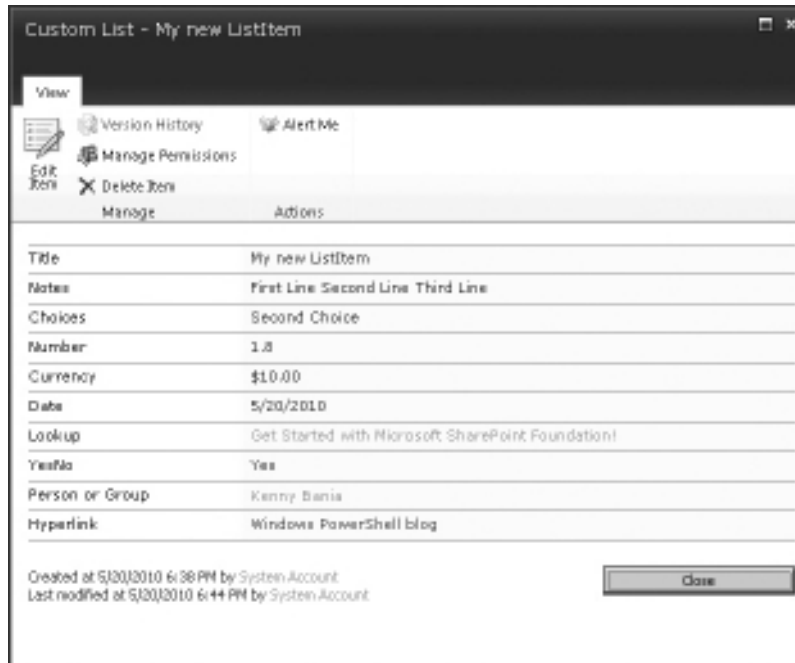 Custom List - My new ListItem
View
Edit Item
Version History
Manage Permissions
Delete Item
Alert Me
Manage
Actions
Title My new ListItem
Notes First Line Second Line Third Line
Choices Second Choice
Number 1.8
Currency $10.00
Date 5/20/2010
Lookup Get Started with Microsoft SharePoint Foundation!
YesNo Yes
Person or Group Kenny Bania
Hyperlink Windows PowerShell blog
Created at 5/20/2010 6:38 PM by System Account
Last modified at 5/20/2010 6:44 PM by System Account
Close